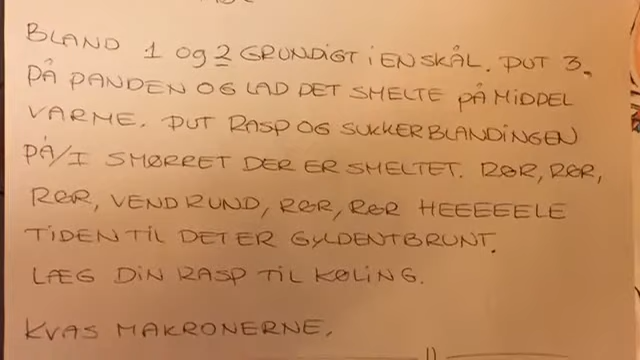 BLAND 1 og 2 GRUNDIGT i EN SKÅL. PUT 3.
PÅ PANDEN OG LAD DET SMELTE PÅ MIDDEL
VARME. PUT RASP OG SUKKERBLANDINGEN
PÅ/I SMØRRET DER ER SMELTET. RØR, RØR,
RØR, VEND RUND, RØR, RØR HEEEEELE
TIDEN TIL DET ER GYLDENTBRUNT.
LÆG DIN RASP TIL KØLING.
KVAS MAKRONERNE.